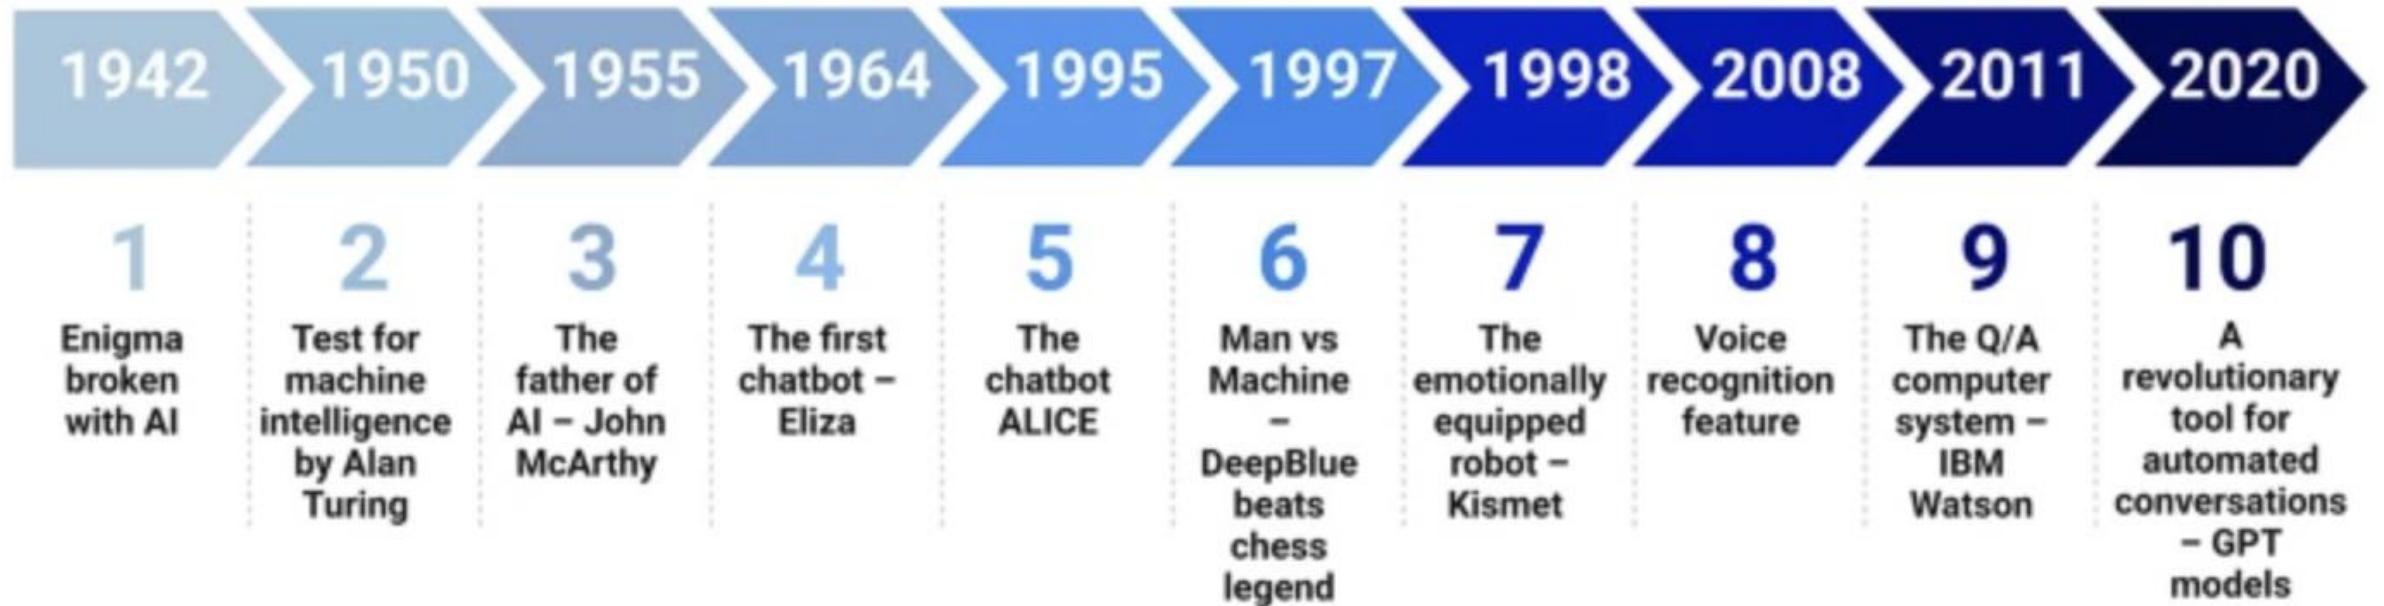 1942
1950
1955
1964
1995
1997
1998
2008
2011
2020
1
Enigma
broken
with AI
2
Test for
machine
intelligence
by Alan
Turing
3
The
father of
AI – John
McArthy
4
The first
chatbot –
Eliza
5
The
chatbot
ALICE
6
Man vs
Machine
–
DeepBlue
beats
chess
legend
7
The
emotionally
equipped
robot –
Kismet
8
Voice
recognition
feature
9
The Q/A
computer
system –
IBM
Watson
10
A
revolutionary
tool for
automated
conversations
– GPT
models